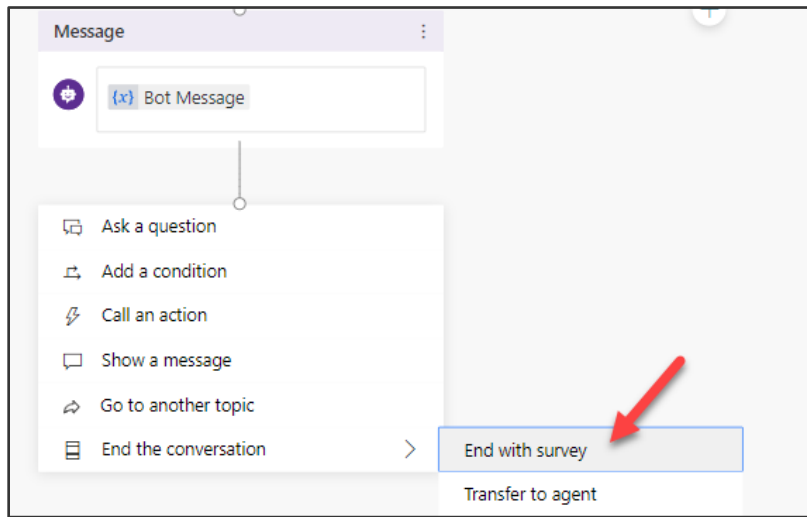 Message
{x} Bot Message
Ask a question
Add a condition
Call an action
Show a message
Go to another topic
End the conversation
End with survey
Transfer to agent